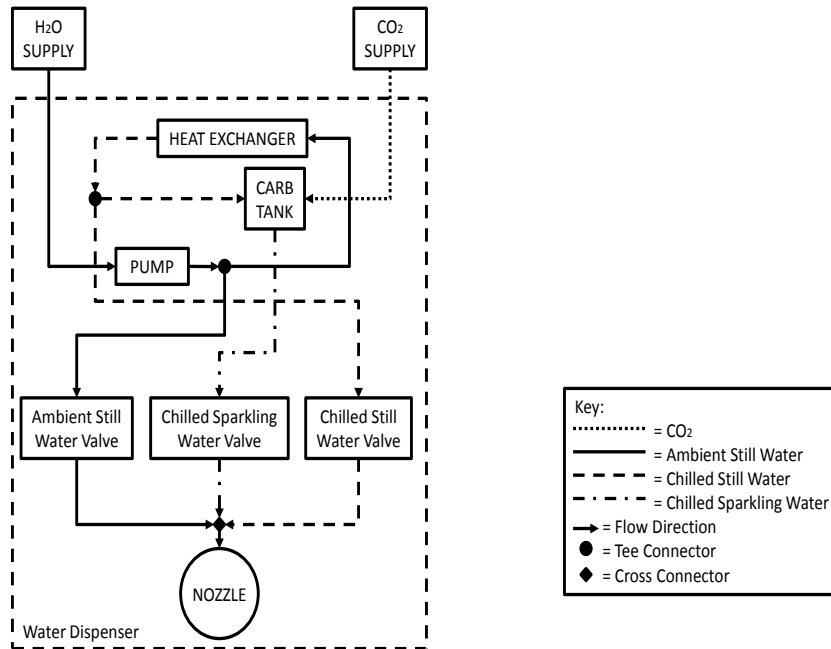 H2O
SUPPLY
CO2
SUPPLY
HEAT EXCHANGER
CARB
TANK
PUMP
Ambient Still
Water Valve
Chilled Sparkling
Water Valve
Chilled Still
Water Valve
NOZZLE
Water Dispenser
Key:
= CO2
= Ambient Still Water
= Chilled Still Water
= Chilled Sparkling Water
= Flow Direction
= Tee Connector
= Cross Connector